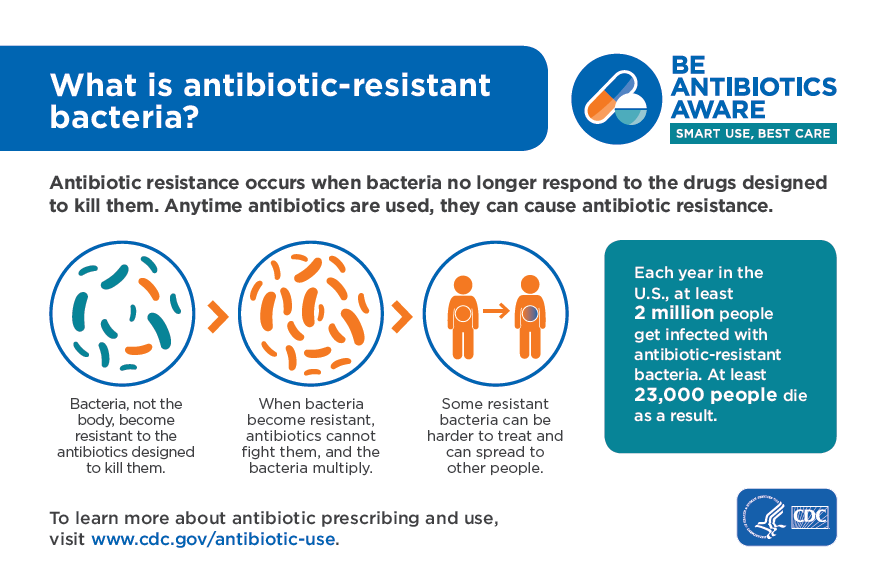 What is antibiotic-resistant
bacteria?
BE
ANTIBIOTICS
AWARE
SMART USE, BEST CARE
Antibiotic resistance occurs when bacteria no longer respond to the drugs designed
to kill them. Anytime antibiotics are used, they can cause antibiotic resistance.
Bacteria, not the
body, become
resistant to the
antibiotics designed
to kill them.
When bacteria
become resistant,
antibiotics cannot
fight them, and the
bacteria multiply.
Some resistant
bacteria can be
harder to treat and
can spread to
other people.
Each year in the
U.S., at least
2 million people
get infected with
antibiotic-resistant
bacteria. At least
23,000 people die
as a result.
To learn more about antibiotic prescribing and use,
visit www.cdc.gov/antibiotic-use.
CDC